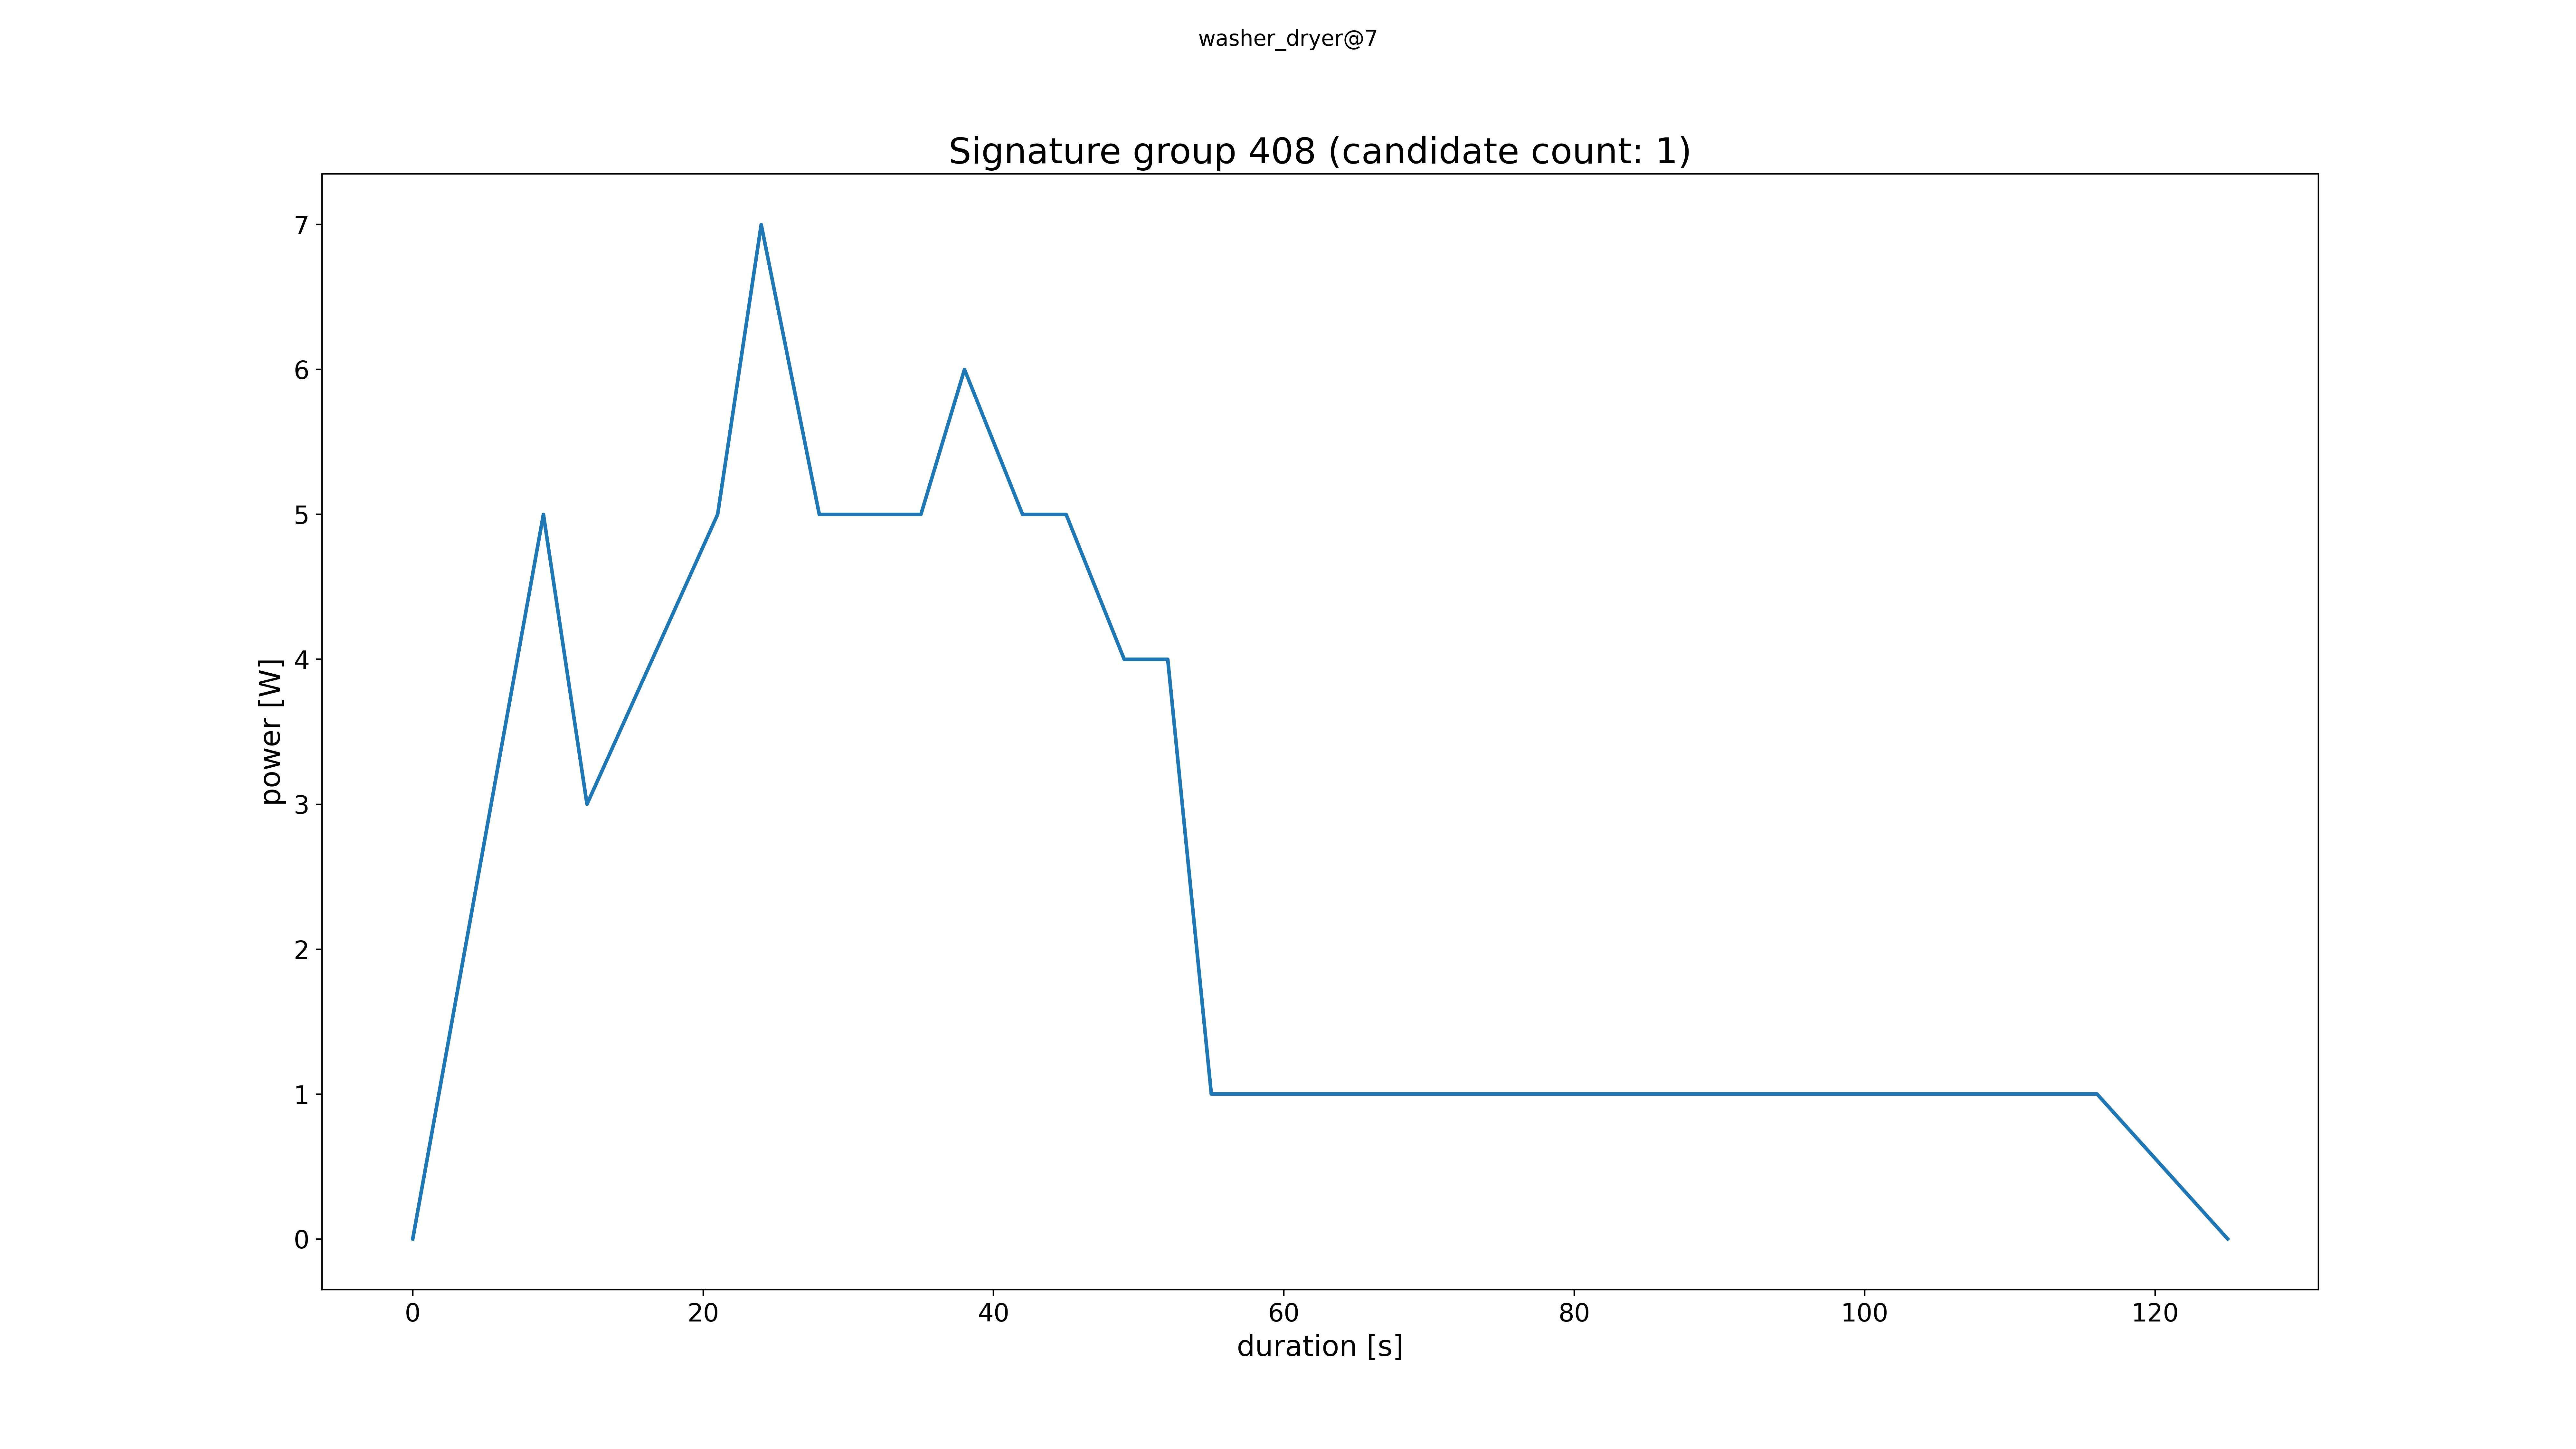 washer_dryer@7
Signature group 408 (candidate count: 1)
7
6
5
4
3
2
1
0
power [W]
0 20 40 60 80 100 120
duration [s]